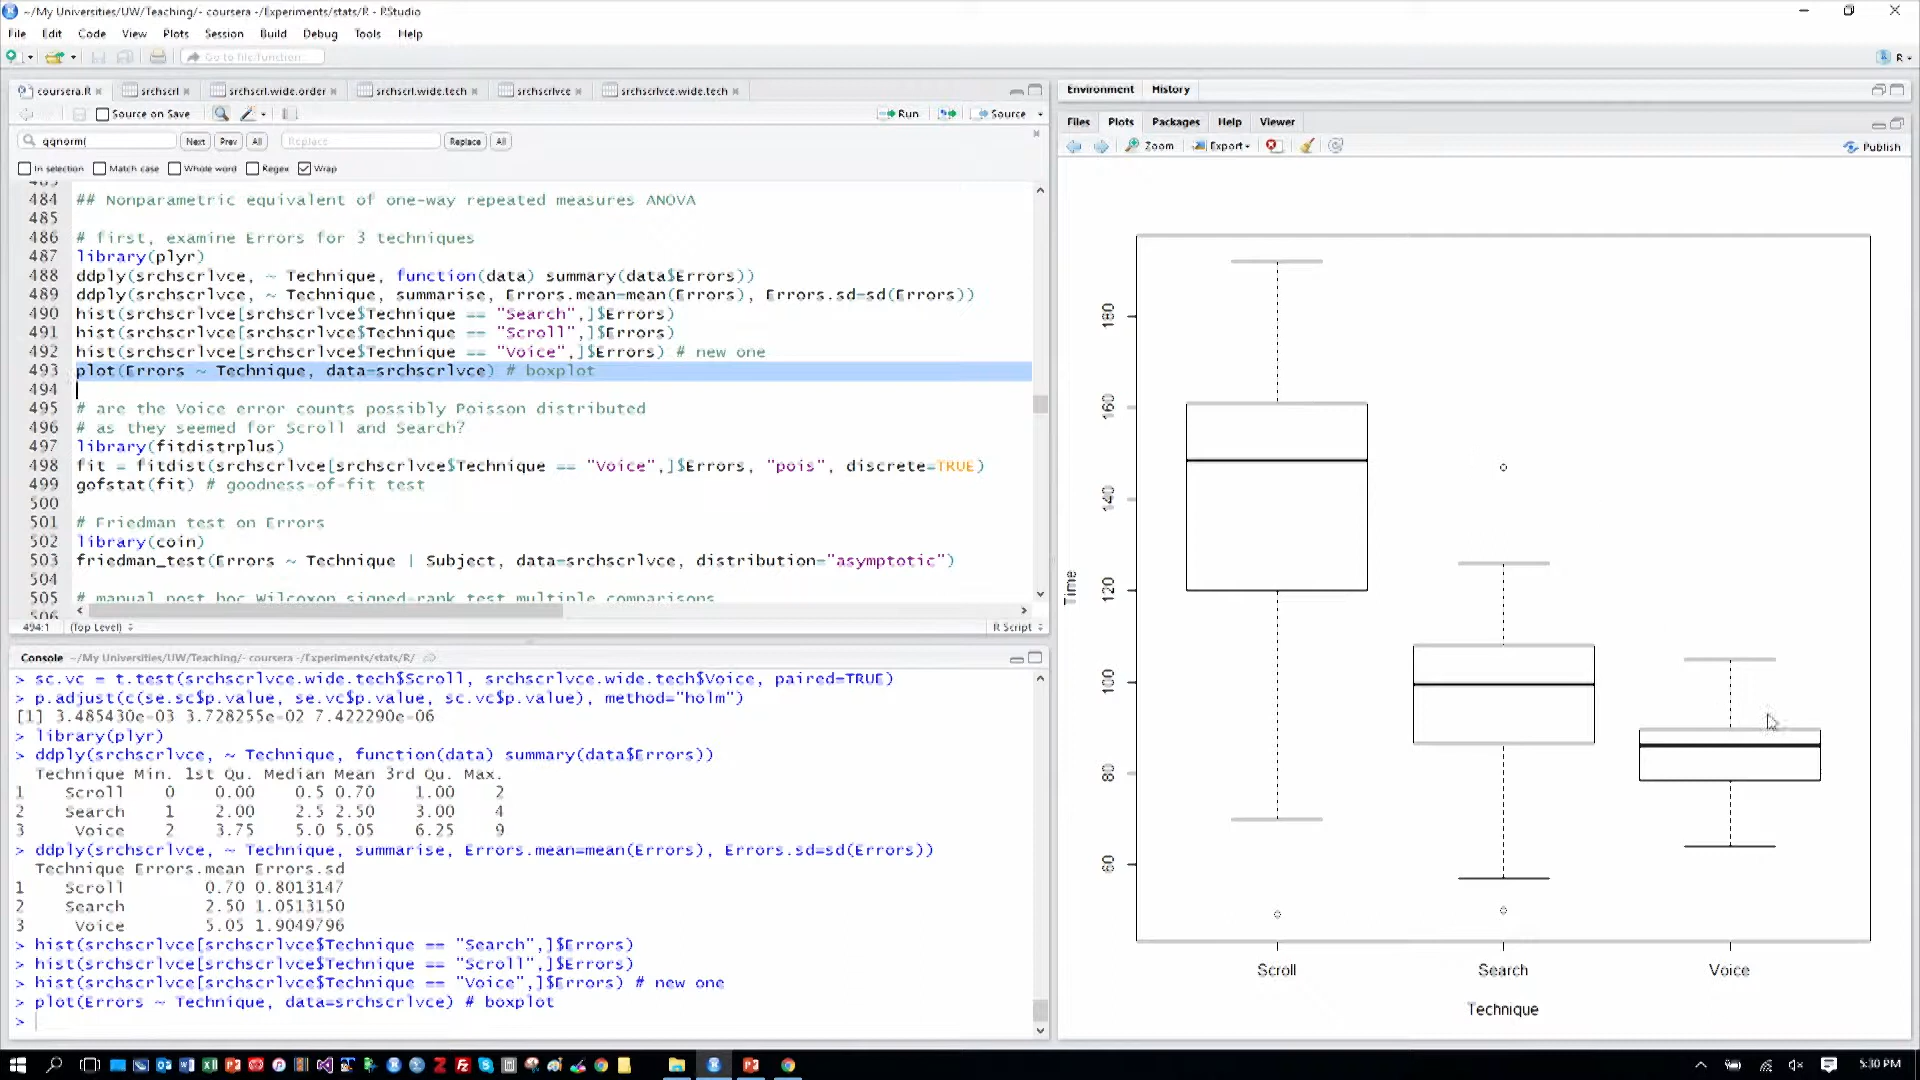 ~/My Universities/UW/Teaching/- coursera -/Experiments/stats/R - RStudio
File Edit Code View Plots Session Build Debug Tools Help
Go to file/function
R
coursera.R srchscrl srchscrl.wide.order srchscrl.wide.tech srchscrlvce srchscrlvce.wide.tech
Source on Save Run Source
qqnorm( Next Prev All Replace Replace All
In selection Match case Whole word Regex Wrap
484 ## Nonparametric equivalent of one-way repeated measures ANOVA
485
486 # first, examine Errors for 3 techniques
487 library(plyr)
488 ddply(srchscrlvce, ~ Technique, function(data) summary(data$Errors))
489 ddply(srchscrlvce, ~ Technique, summarise, Errors.mean=mean(Errors), Errors.sd=sd(Errors))
490 hist(srchscrlvce[srchscrlvce$Technique == "Search",]$Errors)
491 hist(srchscrlvce[srchscrlvce$Technique == "Scroll",]$Errors)
492 hist(srchscrlvce[srchscrlvce$Technique == "Voice",]$Errors) # new one
493 plot(Errors ~ Technique, data=srchscrlvce) # boxplot
494
495 # are the Voice error counts possibly Poisson distributed
496 # as they seemed for Scroll and Search?
497 library(fitdistrplus)
498 fit = fitdist(srchscrlvce[srchscrlvce$Technique == "Voice",]$Errors, "pois", discrete=TRUE)
499 gofstat(fit) # goodness-of-fit test
500
501 # Friedman test on Errors
502 library(coin)
503 friedman_test(Errors ~ Technique | Subject, data=srchscrlvce, distribution="asymptotic")
504
505 # manual post hoc Wilcoxon signed-rank test multiple comparisons
506
494:1 (Top Level) R Script
Console ~/My Universities/UW/Teaching/- coursera -/Experiments/stats/R/
> sc.vc = t.test(srchscrlvce.wide.tech$Scroll, srchscrlvce.wide.tech$Voice, paired=TRUE)
> p.adjust(c(se.sc$p.value, se.vc$p.value, sc.vc$p.value), method="holm")
[1] 3.485430e-03 3.728255e-02 7.422290e-06
> library(plyr)
> ddply(srchscrlvce, ~ Technique, function(data) summary(data$Errors))
Technique Min. 1st Qu. Median Mean 3rd Qu. Max.
1 Scroll 0 0.00 0.5 0.70 1.00 2
2 Search 1 2.00 2.5 2.50 3.00 4
3 Voice 2 3.75 5.0 5.05 6.25 9
> ddply(srchscrlvce, ~ Technique, summarise, Errors.mean=mean(Errors), Errors.sd=sd(Errors))
Technique Errors.mean Errors.sd
1 Scroll 0.70 0.8013147
2 Search 2.50 1.0513150
3 Voice 5.05 1.9049796
> hist(srchscrlvce[srchscrlvce$Technique == "Search",]$Errors)
> hist(srchscrlvce[srchscrlvce$Technique == "Scroll",]$Errors)
> hist(srchscrlvce[srchscrlvce$Technique == "Voice",]$Errors) # new one
> plot(Errors ~ Technique, data=srchscrlvce) # boxplot
>
Environment History
Files Plots Packages Help Viewer
Zoom Export Publish
180
160
140
120
100
80
60
Time
Scroll Search Voice
Technique
5:30 PM